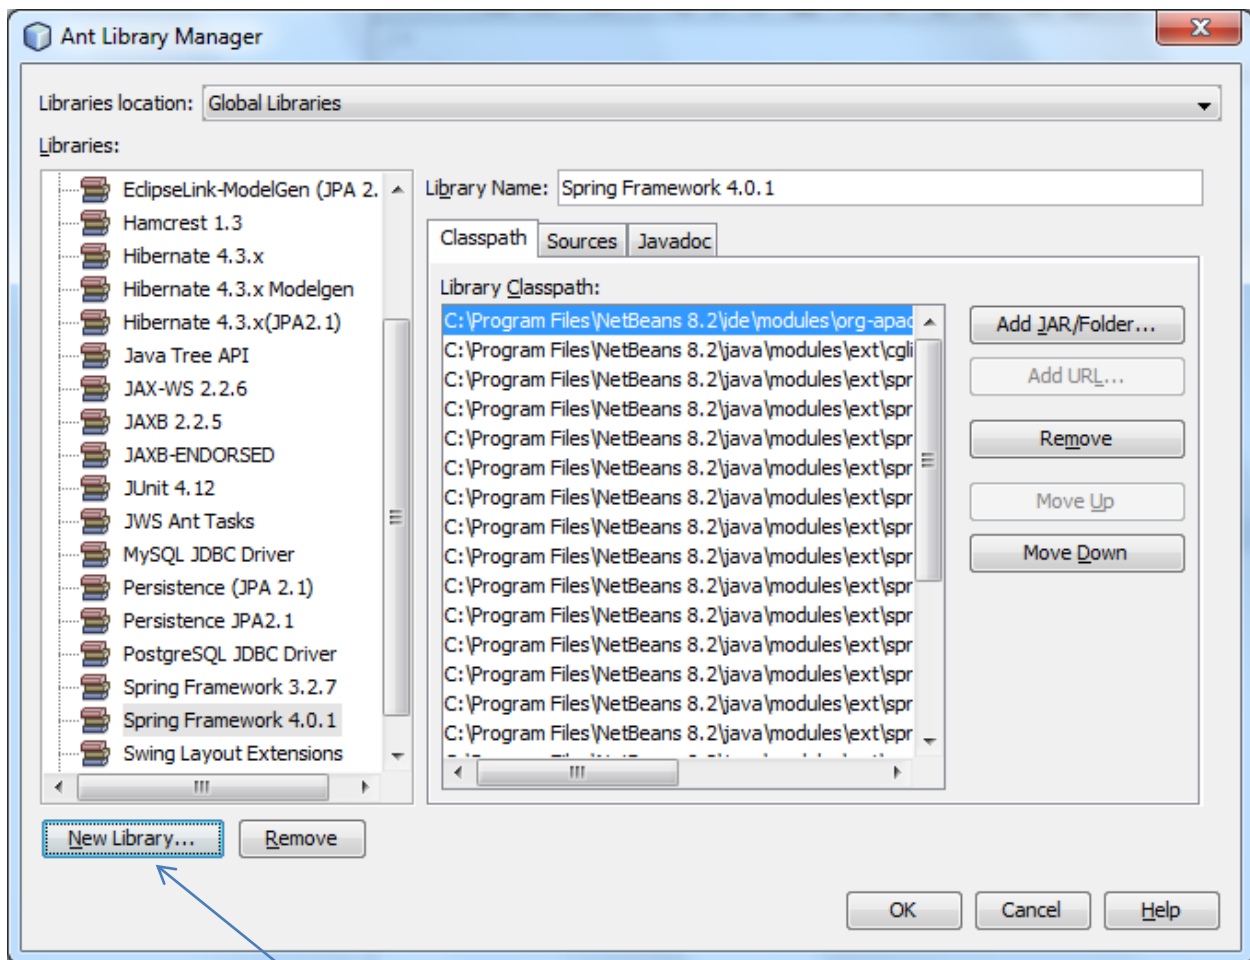 Ant Library Manager
Libraries location: Global Libraries
Libraries:
EclipseLink-ModelGen (JPA 2.
Hamcrest 1.3
Hibernate 4.3.x
Hibernate 4.3.x Modelgen
Hibernate 4.3.x(JPA2.1)
Java Tree API
JAX-WS 2.2.6
JAXB 2.2.5
JAXB-ENDORSED
JUnit 4.12
JWS Ant Tasks
MySQL JDBC Driver
Persistence (JPA 2.1)
Persistence JPA2.1
PostgreSQL JDBC Driver
Spring Framework 3.2.7
Spring Framework 4.0.1
Swing Layout Extensions
New Library... Remove
Library Name: Spring Framework 4.0.1
Classpath Sources Javadoc
Library Classpath:
C:\Program Files\NetBeans 8.2\ide\modules\org-apac
C:\Program Files\NetBeans 8.2\java\modules\ext\cgli
C:\Program Files\NetBeans 8.2\java\modules\ext\spr
C:\Program Files\NetBeans 8.2\java\modules\ext\spr
C:\Program Files\NetBeans 8.2\java\modules\ext\spr
C:\Program Files\NetBeans 8.2\java\modules\ext\spr
C:\Program Files\NetBeans 8.2\java\modules\ext\spr
C:\Program Files\NetBeans 8.2\java\modules\ext\spr
C:\Program Files\NetBeans 8.2\java\modules\ext\spr
C:\Program Files\NetBeans 8.2\java\modules\ext\spr
C:\Program Files\NetBeans 8.2\java\modules\ext\spr
C:\Program Files\NetBeans 8.2\java\modules\ext\spr
C:\Program Files\NetBeans 8.2\java\modules\ext\spr
C:\Program Files\NetBeans 8.2\java\modules\ext\spr
C:\Program Files\NetBeans 8.2\java\modules\ext\spr
Add JAR/Folder...
Add URL...
Remove
Move Up
Move Down
OK Cancel Help